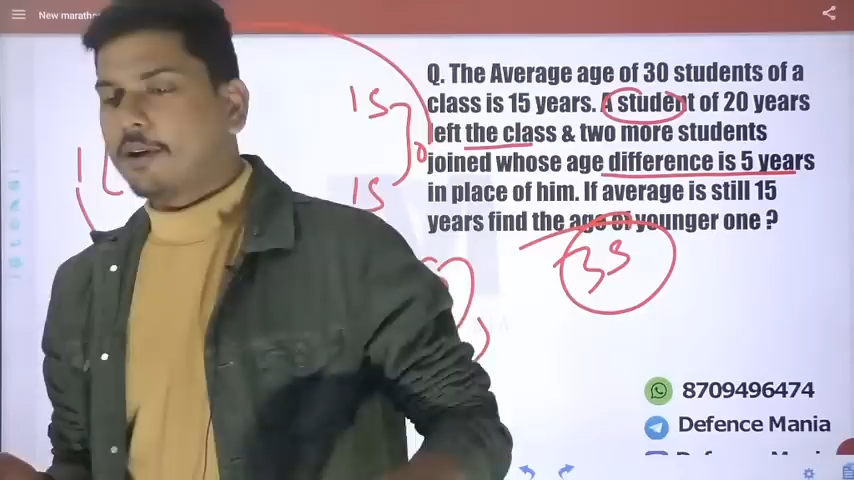 New maratho
Q. The Average age of 30 students of a
class is 15 years. A student of 20 years
left the class & two more students
joined whose age difference is 5 years
in place of him. If average is still 15
years find the age of younger one ?
15
15
35
8709496474
Defence Mania